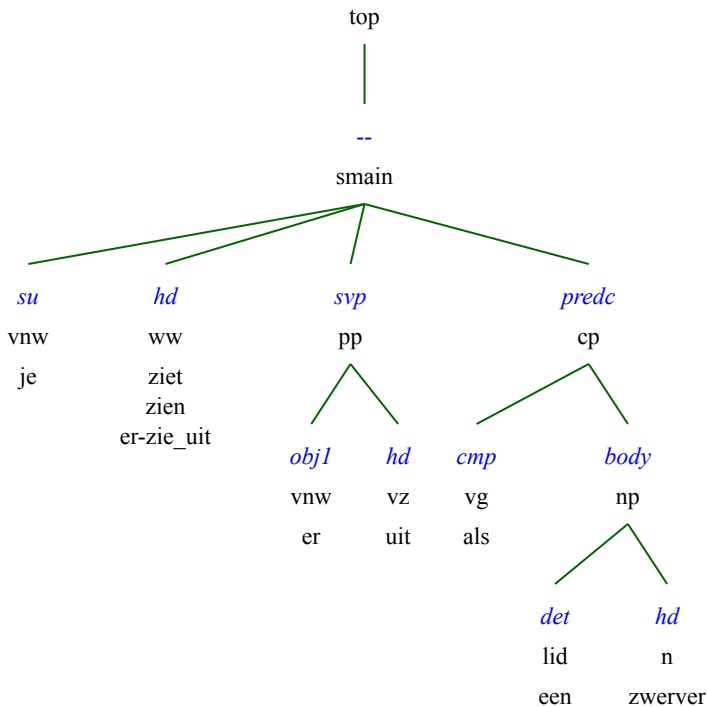 top
--
smain
su hd svp predc
vnw ww pp cp
je ziet
zien
er-zie_uit
obj1 hd cmp body
vnw vz vg np
er uit als
det hd
lid n
een zwerver